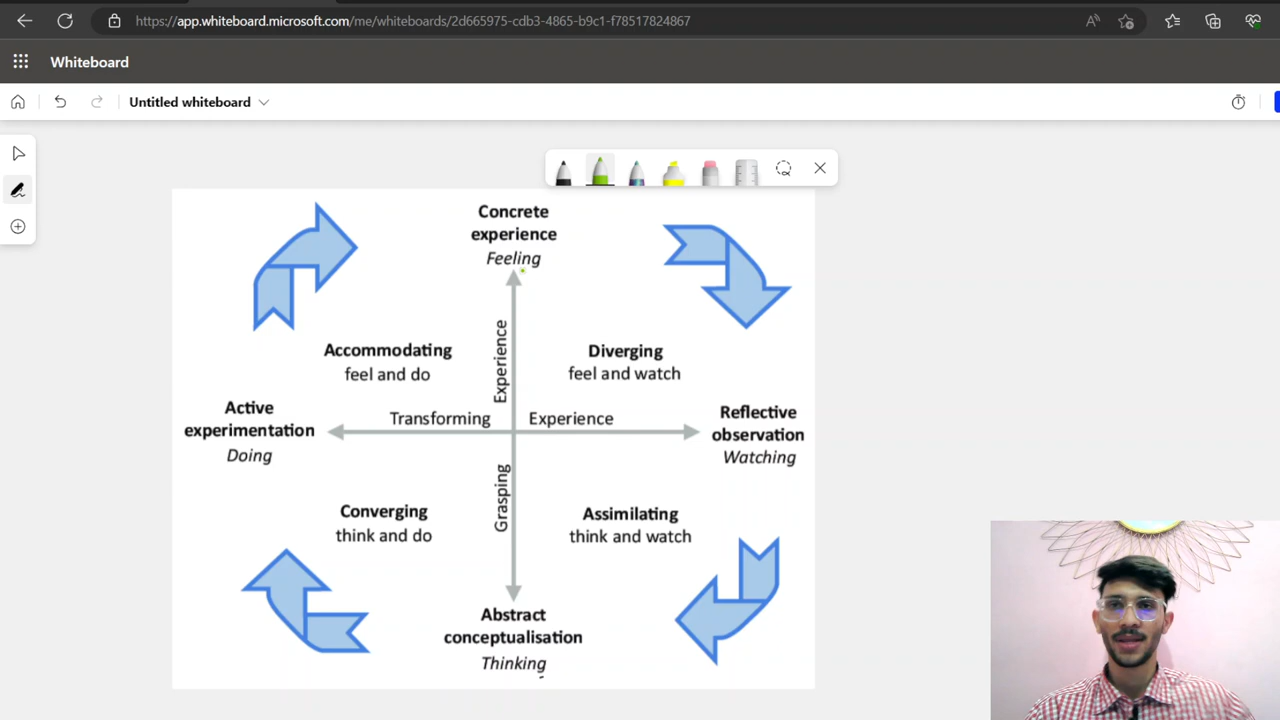 https://app.whiteboard.microsoft.com/me/whiteboards/2d665975-cdb3-4865-b9c1-f78517824867
Whiteboard
Untitled whiteboard
Concrete
experience
Feeling
Accommodating
feel and do
Experience
Diverging
feel and watch
Active
experimentation
Doing
Transforming
Experience
Reflective
observation
Watching
Converging
think and do
Grasping
Assimilating
think and watch
Abstract
conceptualisation
Thinking